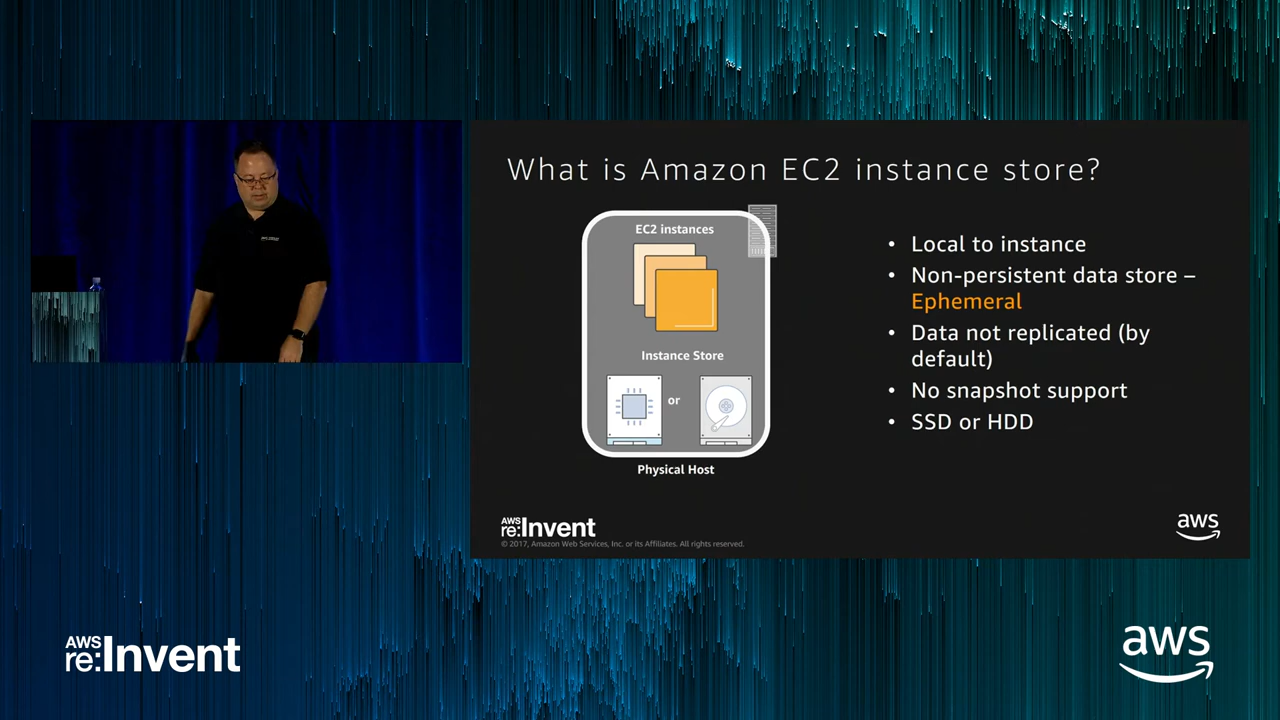 What is Amazon EC2 instance store?
EC2 instances
Instance Store
or
Physical Host
• Local to instance
• Non-persistent data store –
Ephemeral
• Data not replicated (by
default)
• No snapshot support
• SSD or HDD
AWS
re:Invent
© 2017, Amazon Web Services, Inc. or its Affiliates. All rights reserved.
aws
AWS
re:Invent
aws